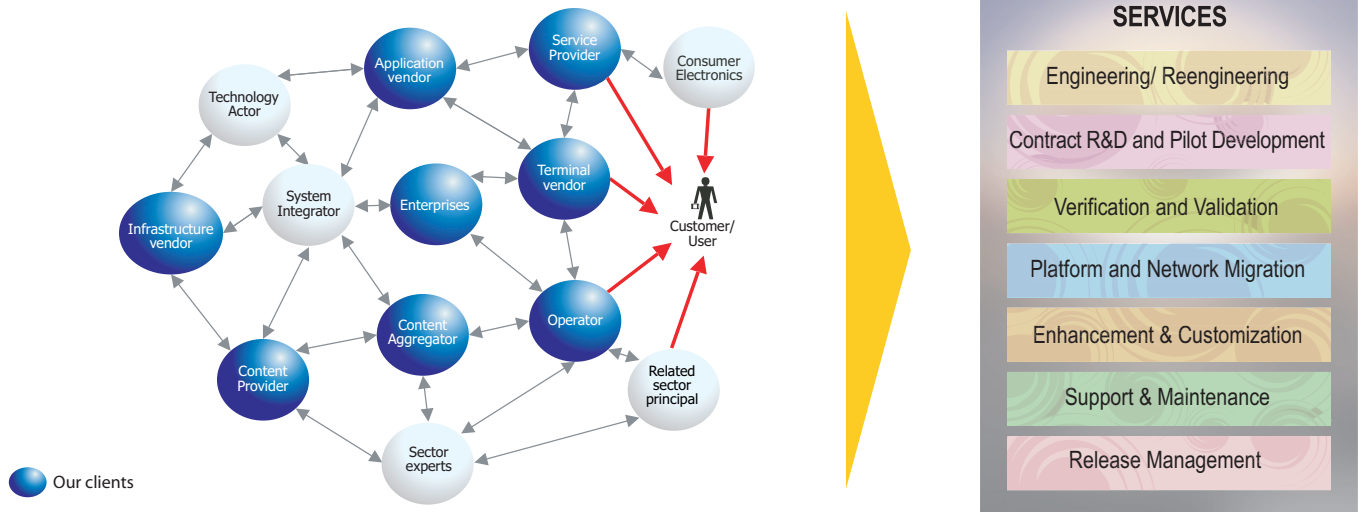 Service
Provider
Application
vendor
Consumer
Electronics
Technology
Actor
Terminal
vendor
System
Integrator
Enterprises
Customer/
User
Infrastructure
vendor
Content
Aggregator
Operator
Content
Provider
Related
sector
principal
Sector
experts
Our clients
SERVICES
Engineering/ Reengineering
Contract R&D and Pilot Development
Verification and Validation
Platform and Network Migration
Enhancement & Customization
Support & Maintenance
Release Management